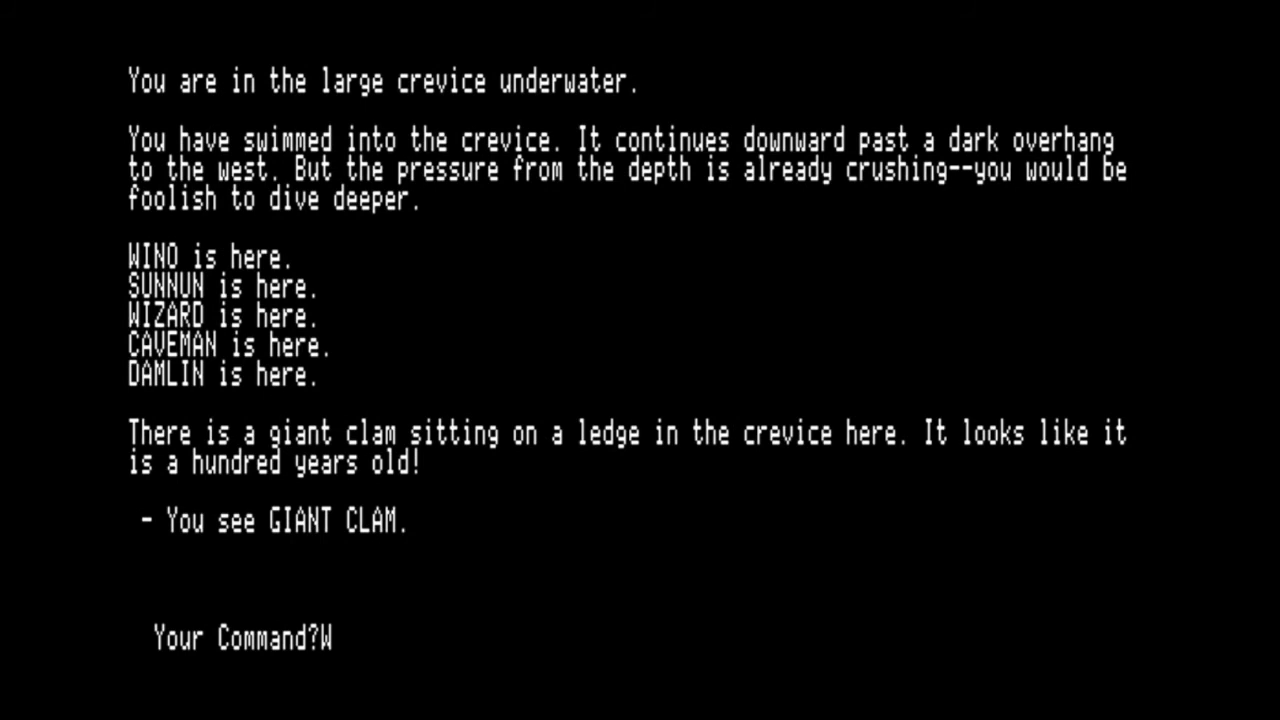 You are in the large crevice underwater.
You have swimmed into the crevice. It continues downward past a dark overhang
to the west. But the pressure from the depth is already crushing--you would be
foolish to dive deeper.
WINO is here.
SUNNUN is here.
WIZARD is here.
CAVEMAN is here.
DAMLIN is here.
There is a giant clam sitting on a ledge in the crevice here. It looks like it
is a hundred years old!
- You see GIANT CLAM.
Your Command?W